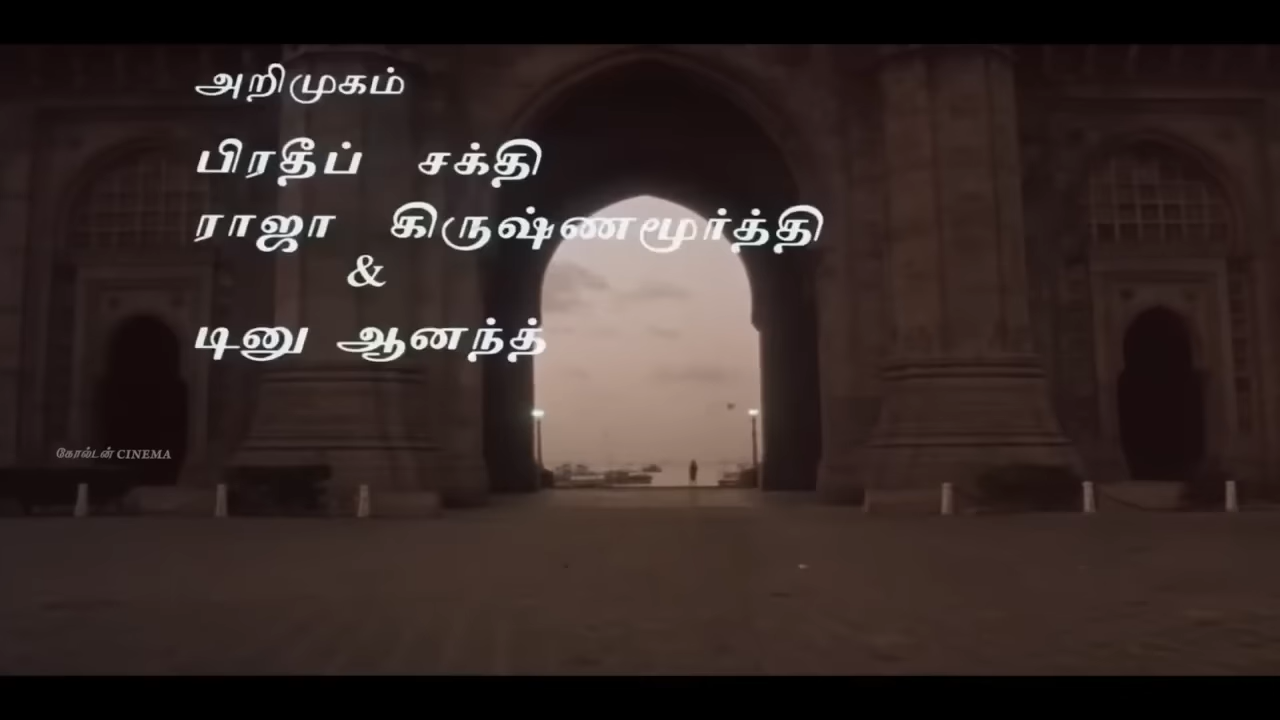 அறிமுகம்
பிரதீப் சக்தி
ராஜா கிருஷ்ணமூர்த்தி
&
டினு ஆனந்த்
கோல்டன் CINEMA